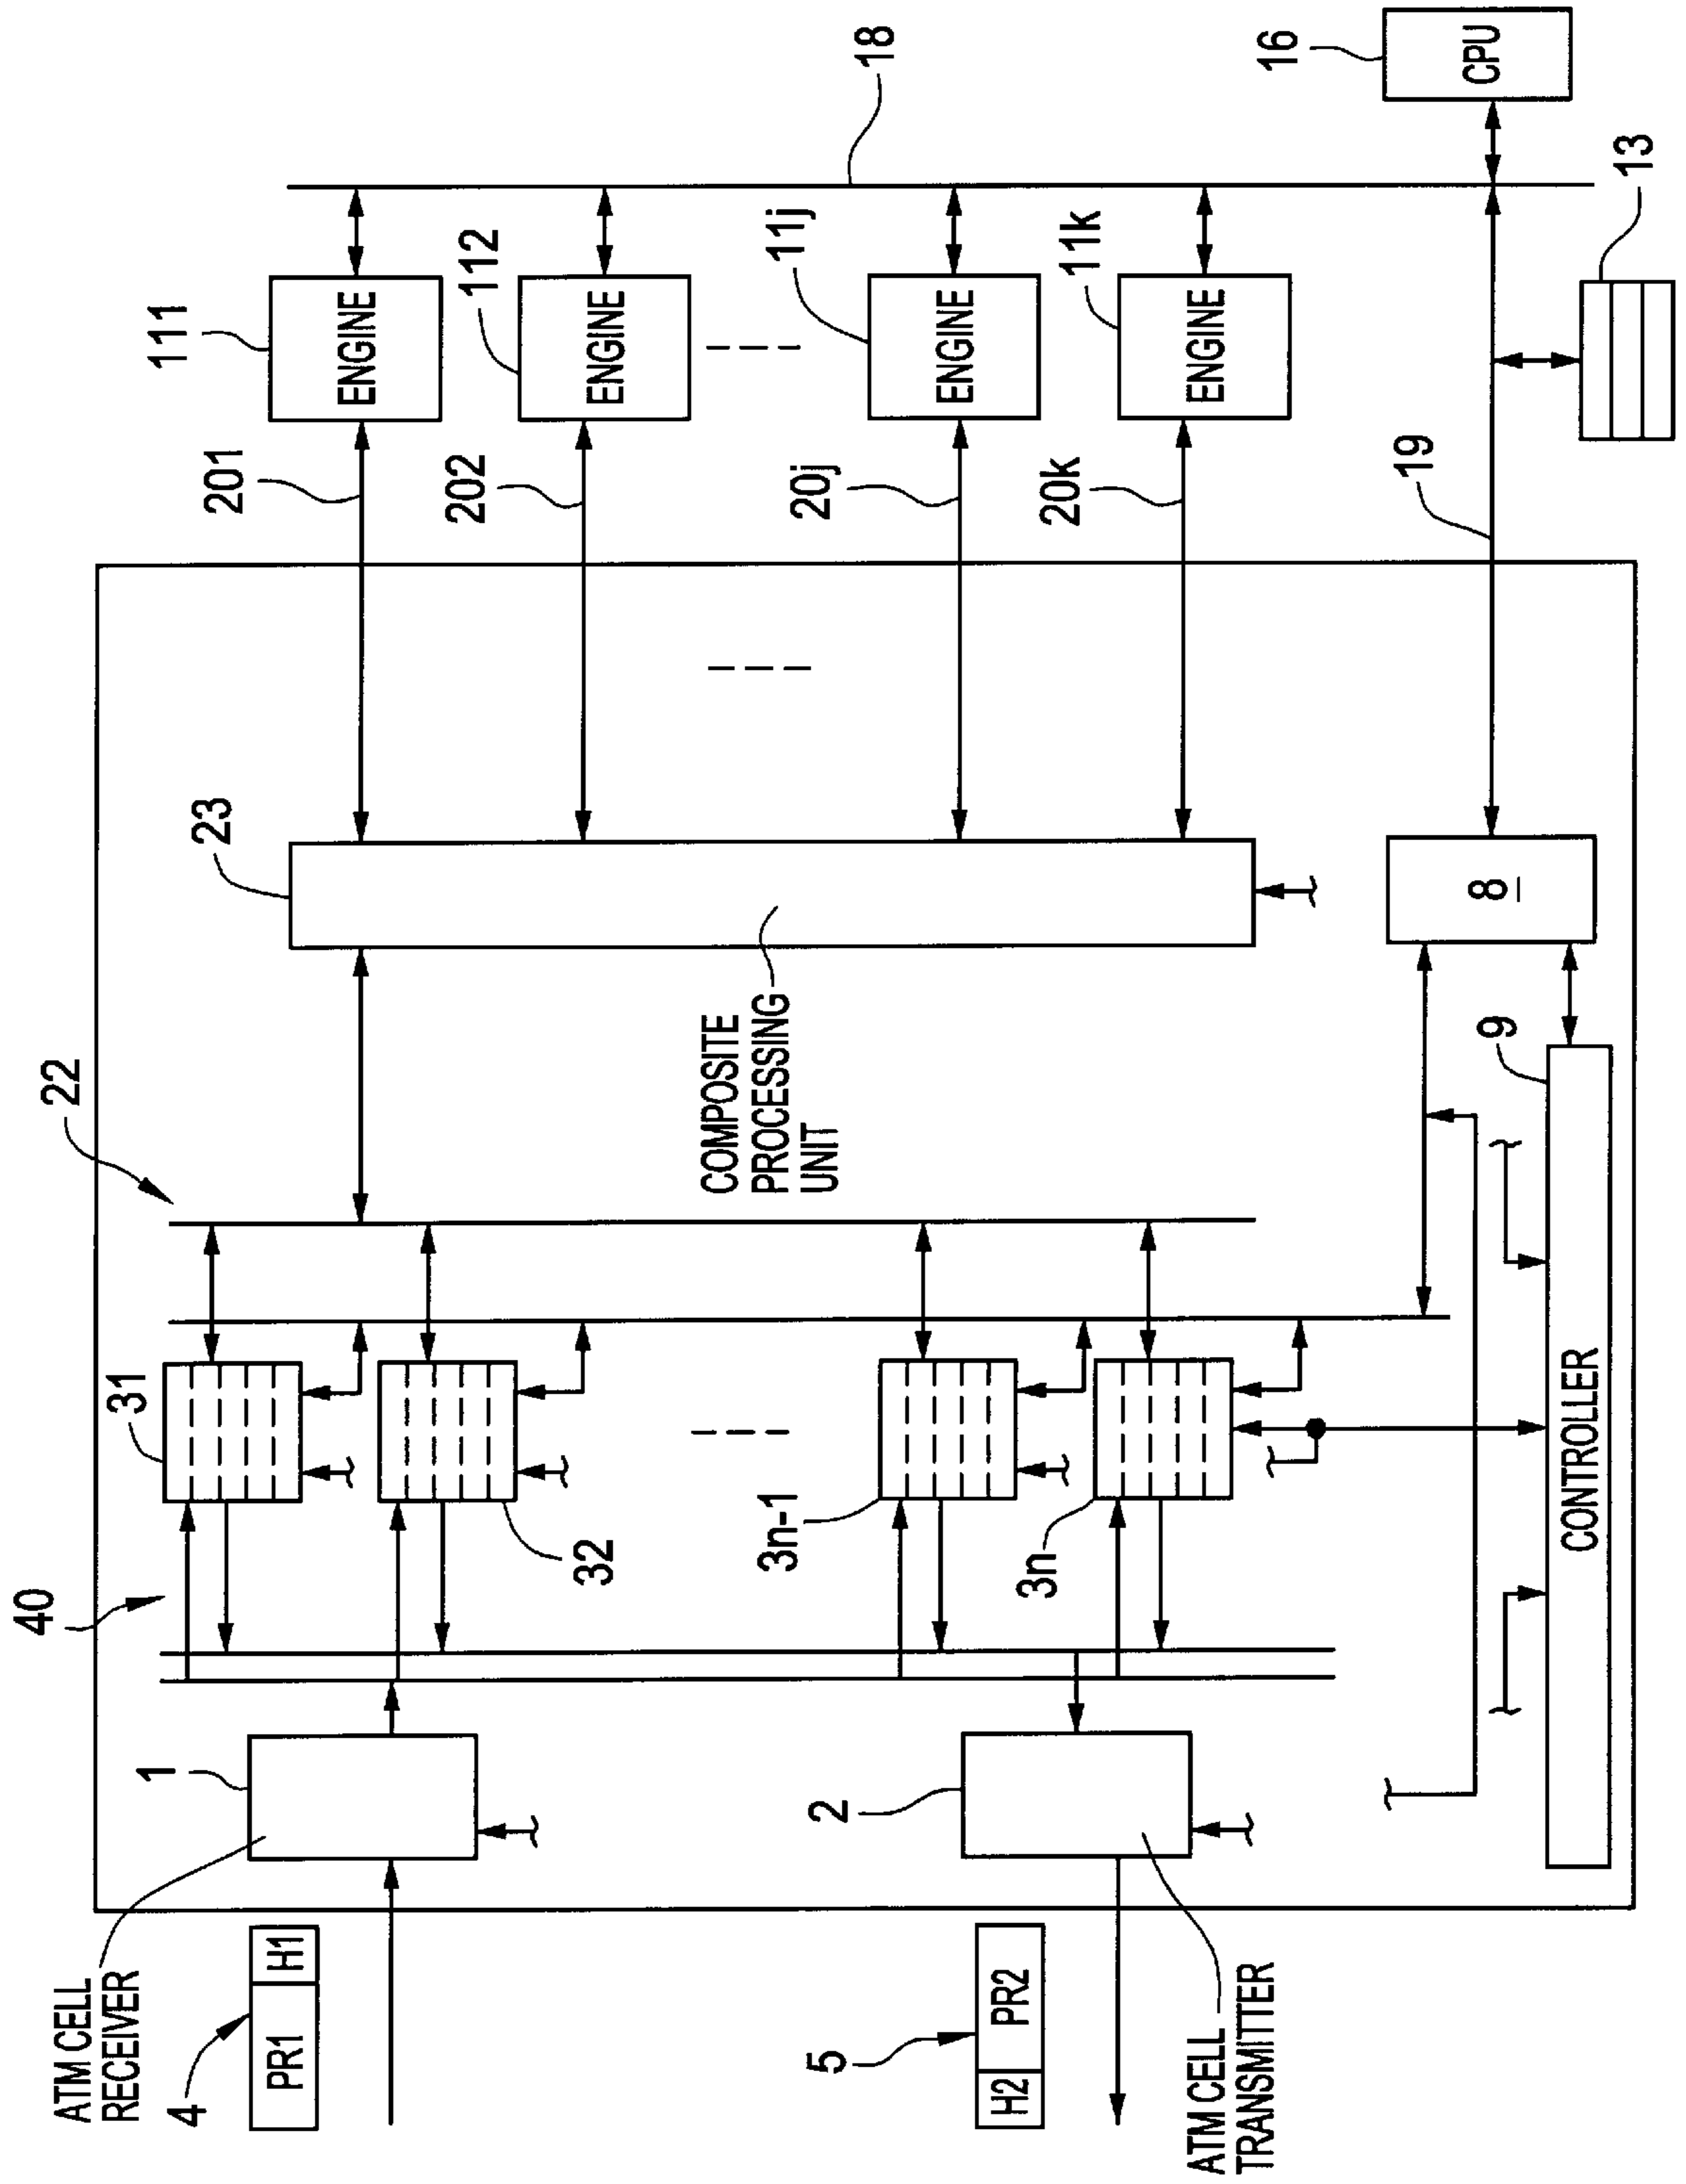 ATM CELL
RECEIVER
4
PR1
H1
1
40
31
22
32
23
COMPOSITE
PROCESSING
UNIT
201
111
ENGINE
202
112
ENGINE
18
5
H2
PR2
ATM CELL
TRANSMITTER
2
3n-1
3n
20j
11j
ENGINE
20k
11k
ENGINE
CONTROLLER
9
8
19
13
16
CPU